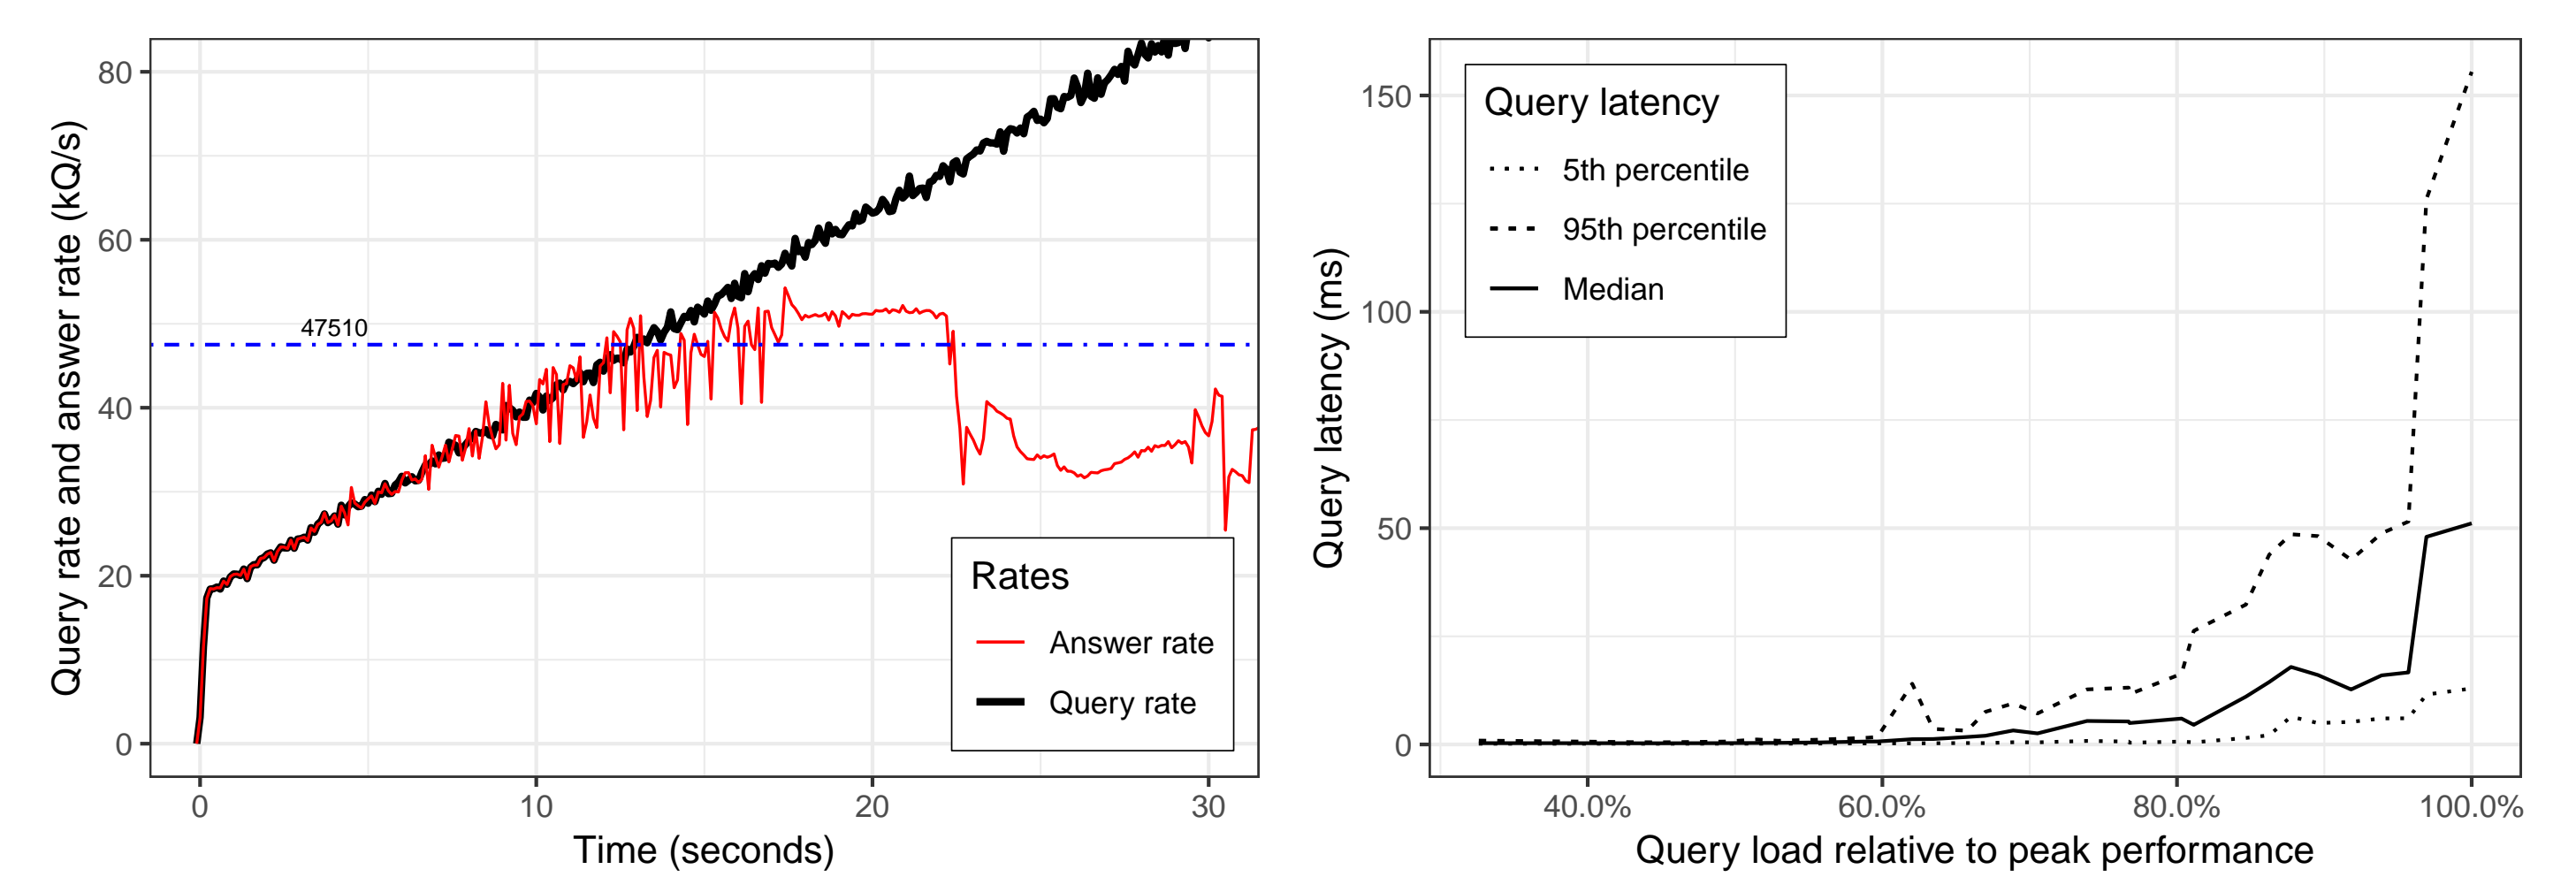 Query rate and answer rate (kQ/s)
80
60
40
20
0
47510
Rates
Answer rate
Query rate
0 10 20 30
Time (seconds)
Query latency (ms)
150
100
50
0
Query latency
5th percentile
95th percentile
Median
40.0% 60.0% 80.0% 100.0%
Query load relative to peak performance